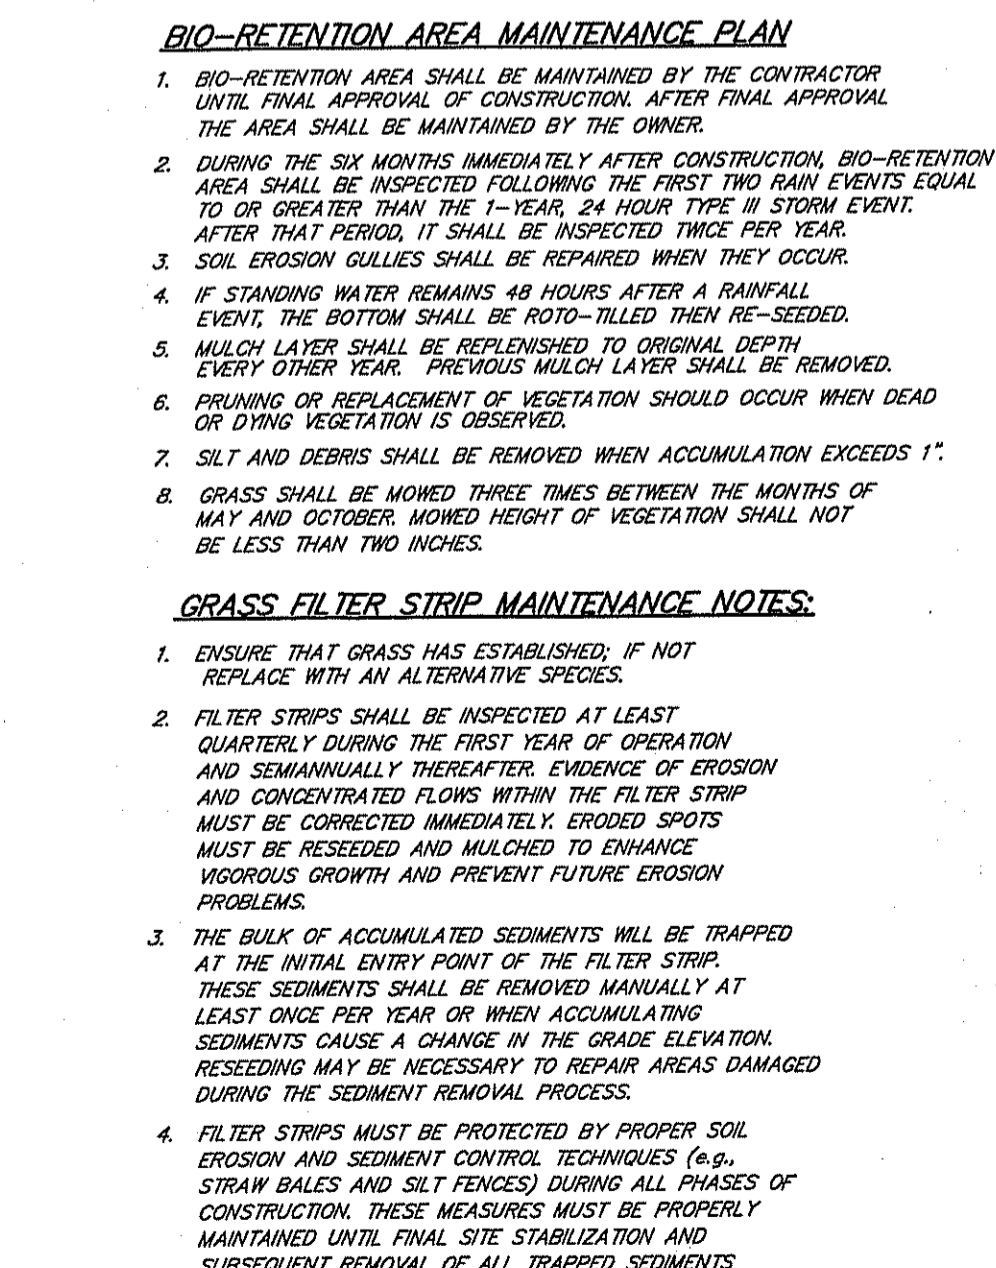 BIO-RETENTION AREA MAINTENANCE PLAN
1. BIO-RETENTION AREA SHALL BE MAINTAINED BY THE CONTRACTOR
UNTIL FINAL APPROVAL OF CONSTRUCTION. AFTER FINAL APPROVAL
THE AREA SHALL BE MAINTAINED BY THE OWNER.
2. DURING THE SIX MONTHS IMMEDIATELY AFTER CONSTRUCTION, BIO-RETENTION
AREA SHALL BE INSPECTED FOLLOWING THE FIRST TWO RAIN EVENTS EQUAL
TO OR GREATER THAN THE 1-YEAR, 24 HOUR TYPE III STORM EVENT.
AFTER THAT PERIOD, IT SHALL BE INSPECTED TWICE PER YEAR.
3. SOIL EROSION GULLIES SHALL BE REPAIRED WHEN THEY OCCUR.
4. IF STANDING WATER REMAINS 48 HOURS AFTER A RAINFALL
EVENT, THE BOTTOM SHALL BE ROTO-TILLED THEN RE-SEEDED.
5. MULCH LAYER SHALL BE REPLENISHED TO ORIGINAL DEPTH
EVERY OTHER YEAR. PREVIOUS MULCH LAYER SHALL BE REMOVED.
6. PRUNING OR REPLACEMENT OF VEGETATION SHOULD OCCUR WHEN DEAD
OR DYING VEGETATION IS OBSERVED.
7. SILT AND DEBRIS SHALL BE REMOVED WHEN ACCUMULATION EXCEEDS 1".
8. GRASS SHALL BE MOWED THREE TIMES BETWEEN THE MONTHS OF
MAY AND OCTOBER. MOWED HEIGHT OF VEGETATION SHALL NOT
BE LESS THAN TWO INCHES.
GRASS FILTER STRIP MAINTENANCE NOTES:
1. ENSURE THAT GRASS HAS ESTABLISHED; IF NOT
REPLACE WITH AN ALTERNATIVE SPECIES.
2. FILTER STRIPS SHALL BE INSPECTED AT LEAST
QUARTERLY DURING THE FIRST YEAR OF OPERATION
AND SEMIANNUALLY THEREAFTER. EVIDENCE OF EROSION
AND CONCENTRATED FLOWS WITHIN THE FILTER STRIP
MUST BE CORRECTED IMMEDIATELY. ERODED SPOTS
MUST BE RESEEDED AND MULCHED TO ENHANCE
VIGOROUS GROWTH AND PREVENT FUTURE EROSION
PROBLEMS.
3. THE BULK OF ACCUMULATED SEDIMENTS WILL BE TRAPPED
AT THE INITIAL ENTRY POINT OF THE FILTER STRIP.
THESE SEDIMENTS SHALL BE REMOVED MANUALLY AT
LEAST ONCE PER YEAR OR WHEN ACCUMULATING
SEDIMENTS CAUSE A CHANGE IN THE GRADE ELEVATION.
RESEEDING MAY BE NECESSARY TO REPAIR AREAS DAMAGED
DURING THE SEDIMENT REMOVAL PROCESS.
4. FILTER STRIPS MUST BE PROTECTED BY PROPER SOIL
EROSION AND SEDIMENT CONTROL TECHNIQUES (e.g.,
STRAW BALES AND SILT FENCES) DURING ALL PHASES OF
CONSTRUCTION. THESE MEASURES MUST BE PROPERLY
MAINTAINED UNTIL FINAL SITE STABILIZATION AND
SUBSEQUENT REMOVAL OF ALL TRAPPED SEDIMENTS